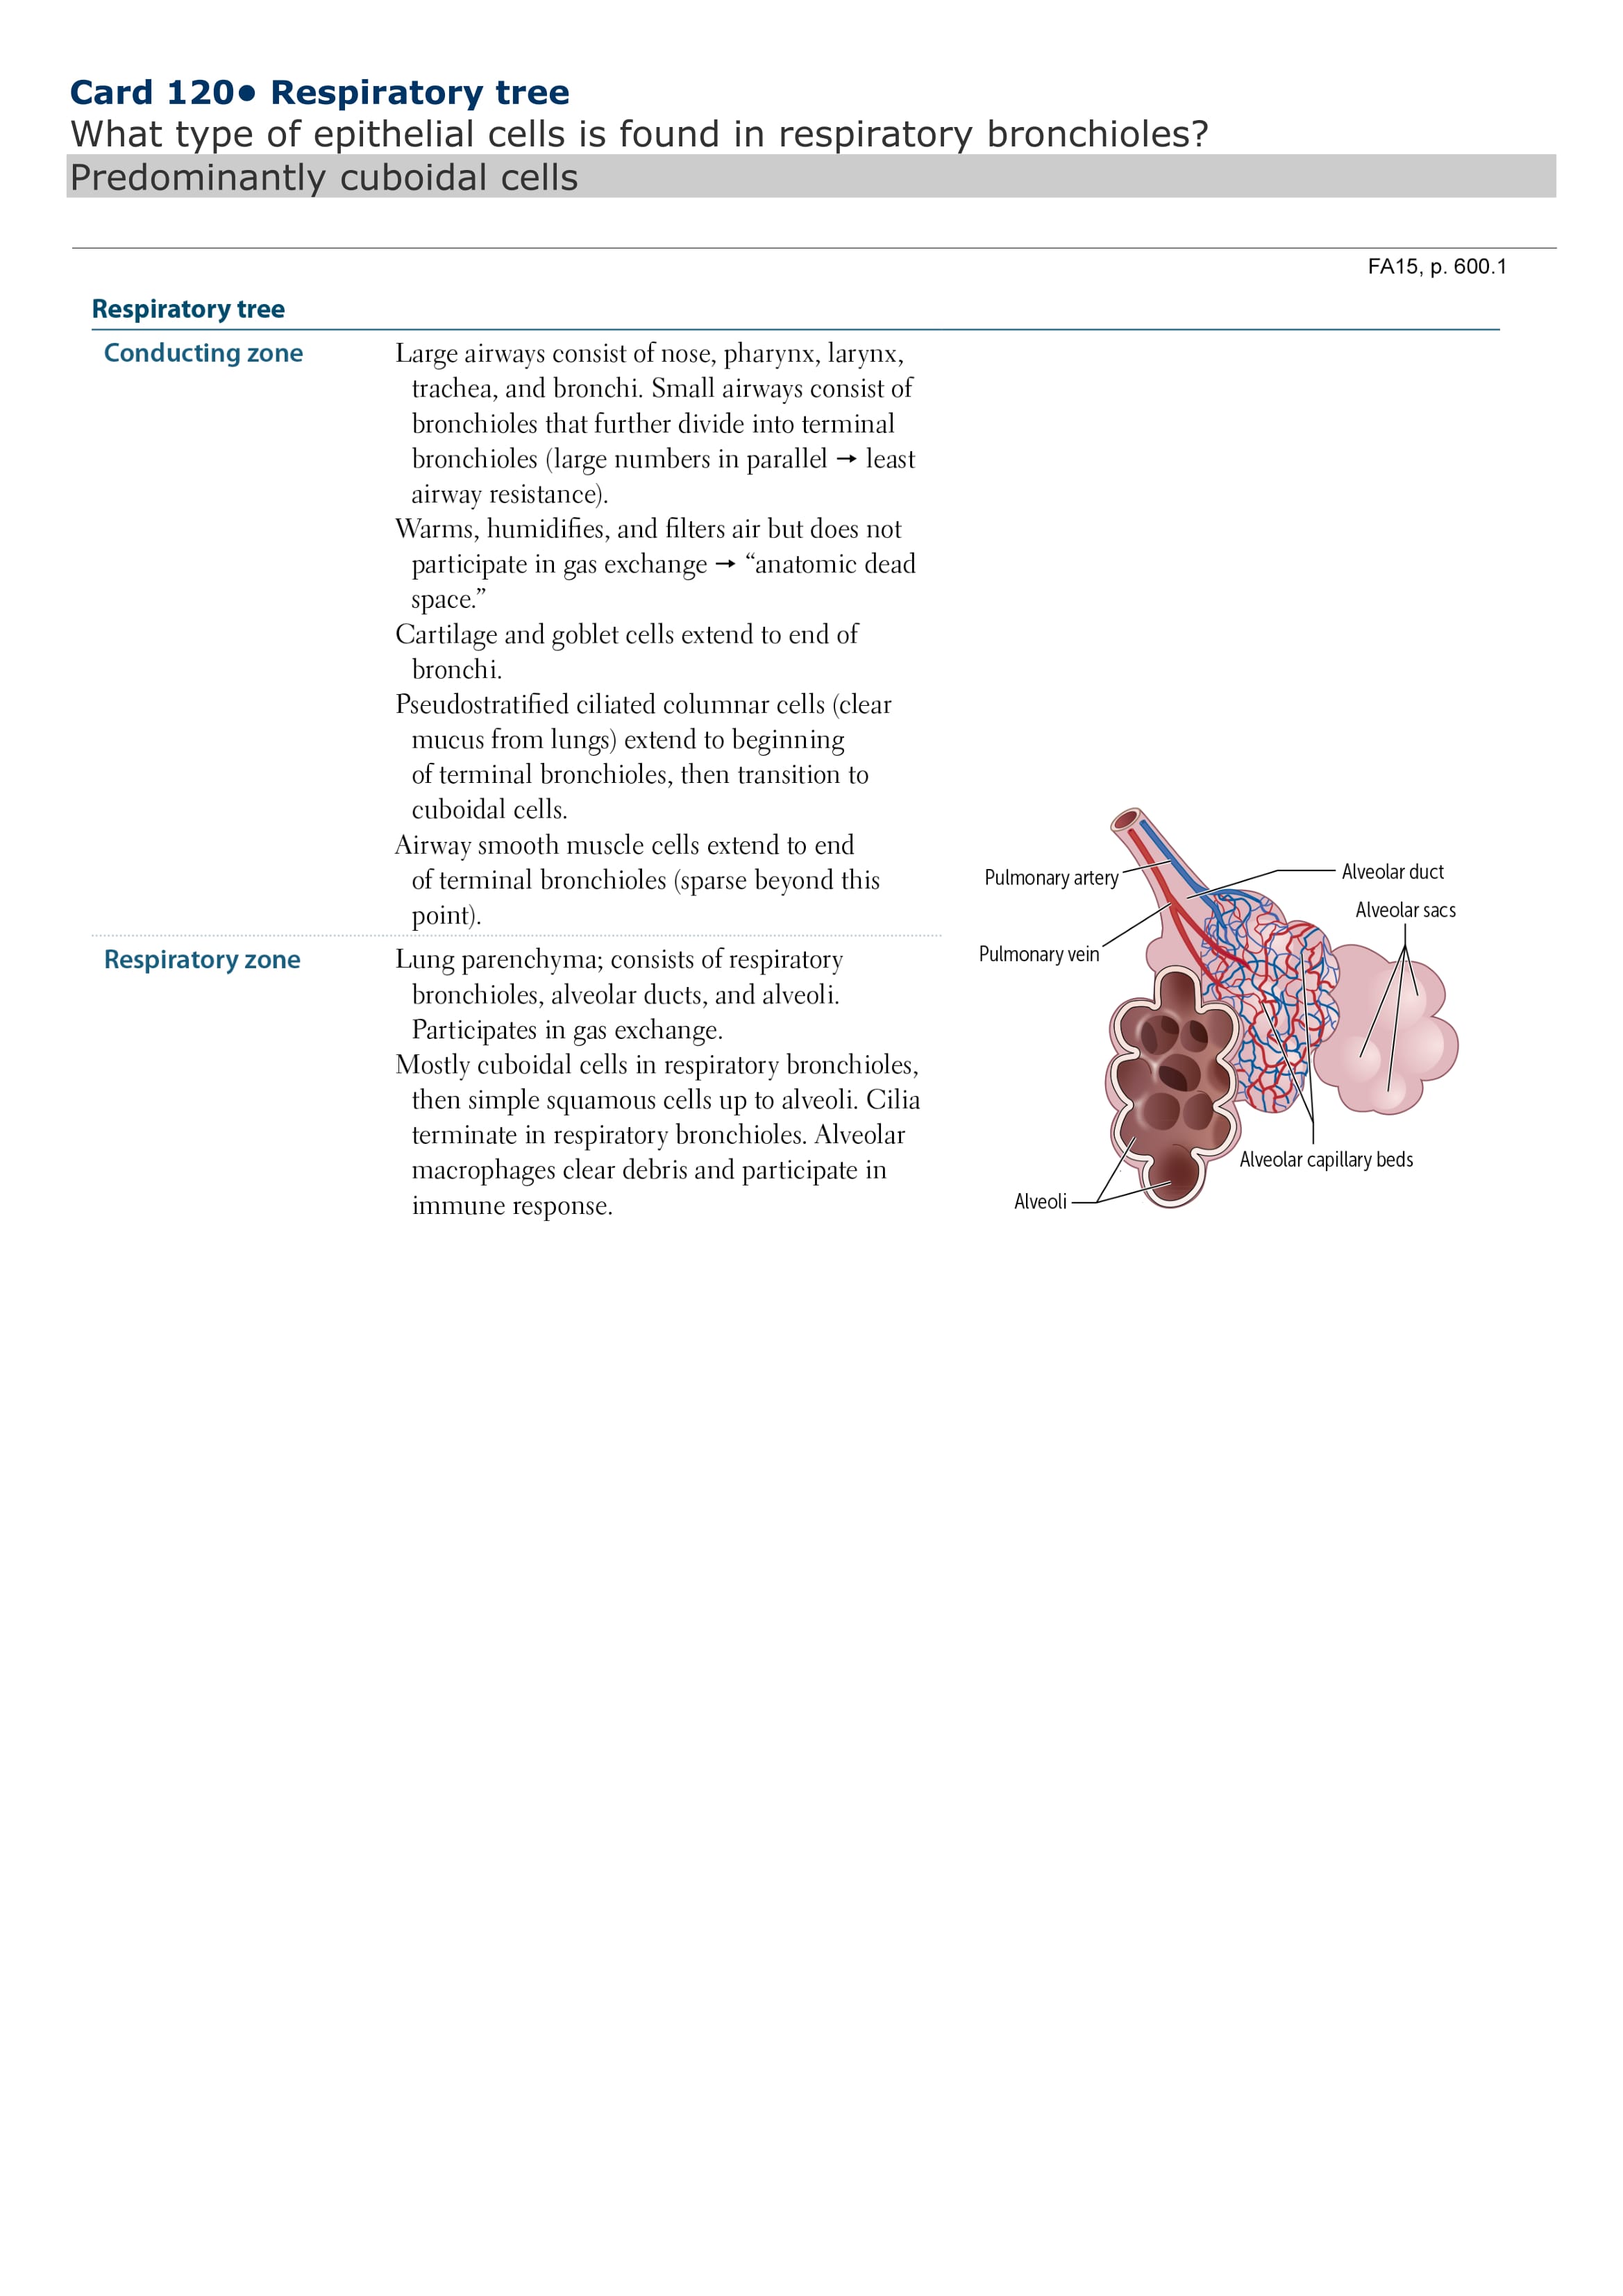 Card 120• Respiratory tree
What type of epithelial cells is found in respiratory bronchioles?
Predominantly cuboidal cells
FA15, p. 600.1
Respiratory tree
Conducting zone
Large airways consist of nose, pharynx, larynx,
trachea, and bronchi. Small airways consist of
bronchioles that further divide into terminal
bronchioles (large numbers in parallel → least
airway resistance).
Warms, humidifies, and filters air but does not
participate in gas exchange → “anatomic dead
space.”
Cartilage and goblet cells extend to end of
bronchi.
Pseudostratified ciliated columnar cells (clear
mucus from lungs) extend to beginning
of terminal bronchioles, then transition to
cuboidal cells.
Airway smooth muscle cells extend to end
of terminal bronchioles (sparse beyond this
point).
Respiratory zone
Lung parenchyma; consists of respiratory
bronchioles, alveolar ducts, and alveoli.
Participates in gas exchange.
Mostly cuboidal cells in respiratory bronchioles,
then simple squamous cells up to alveoli. Cilia
terminate in respiratory bronchioles. Alveolar
macrophages clear debris and participate in
immune response.
Pulmonary artery
Alveolar duct
Alveolar sacs
Pulmonary vein
Alveolar capillary beds
Alveoli